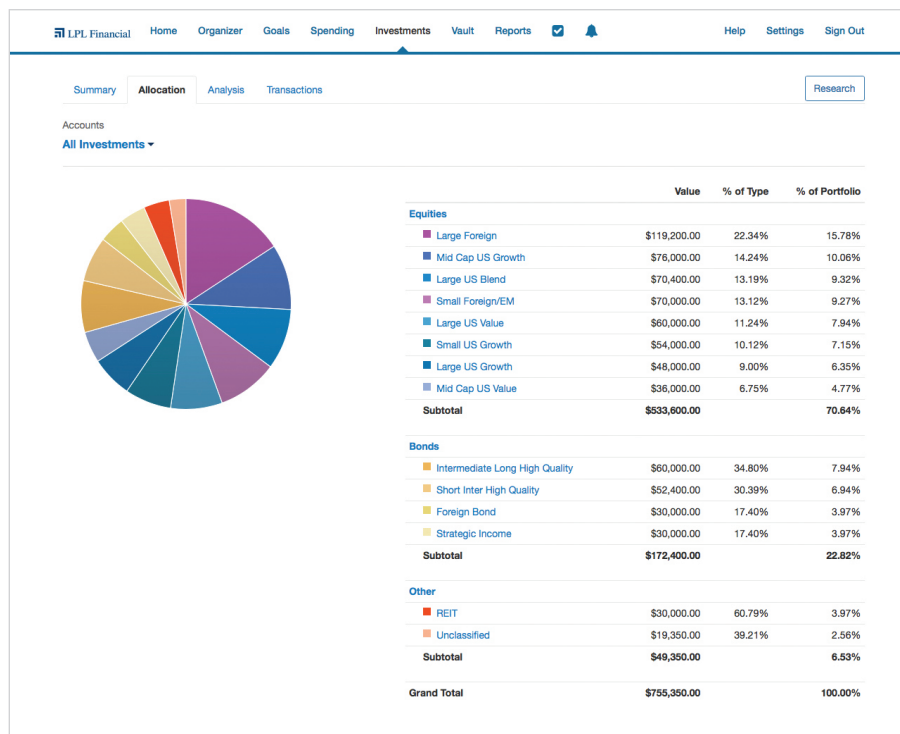 LPL Financial Home Organizer Goals Spending Investments Vault Reports Help Settings Sign Out
Summary Allocation Analysis Transactions Research
Accounts
All Investments
Value % of Type % of Portfolio
Equities
Large Foreign $119,200.00 22.34% 15.78%
Mid Cap US Growth $76,000.00 14.24% 10.06%
Large US Blend $70,400.00 13.19% 9.32%
Small Foreign/EM $70,000.00 13.12% 9.27%
Large US Value $60,000.00 11.24% 7.94%
Small US Growth $54,000.00 10.12% 7.15%
Large US Growth $48,000.00 9.00% 6.35%
Mid Cap US Value $36,000.00 6.75% 4.77%
Subtotal $533,600.00 70.64%
Bonds
Intermediate Long High Quality $60,000.00 34.80% 7.94%
Short Inter High Quality $52,400.00 30.39% 6.94%
Foreign Bond $30,000.00 17.40% 3.97%
Strategic Income $30,000.00 17.40% 3.97%
Subtotal $172,400.00 22.82%
Other
REIT $30,000.00 60.79% 3.97%
Unclassified $19,350.00 39.21% 2.56%
Subtotal $49,350.00 6.53%
Grand Total $755,350.00 100.00%